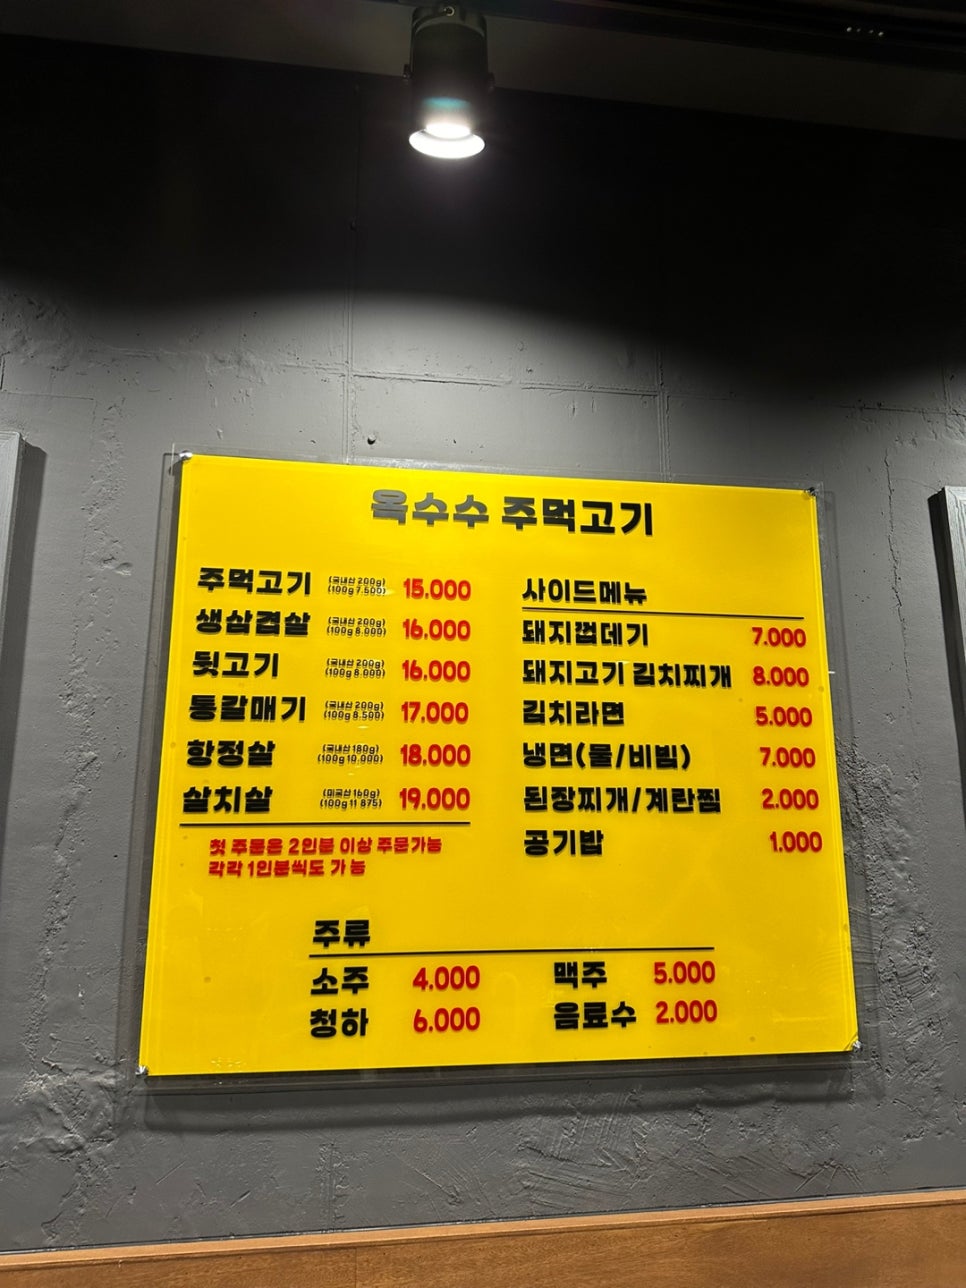 옥수수 주먹고기
주먹고기 (국내산 200g) (100g 7.500) 15.000
생삼겹살 (국내산 200g) (100g 8.000) 16.000
뒷고기 (국내산 200g) (100g 8.000) 16.000
통갈매기 (국내산 200g) (100g 8.500) 17.000
항정살 (국내산 180g) (100g 10.000) 18.000
살치살 (미국산 160g) (100g 11 875) 19.000
첫 주문은 2인분 이상 주문가능
각각 1인분씩도 가능
사이드메뉴
돼지껍데기 7.000
돼지고기 김치찌개 8.000
김치라면 5.000
냉면(물/비빔) 7.000
된장찌개/계란찜 2.000
공기밥 1.000
주류
소주 4.000 맥주 5.000
청하 6.000 음료수 2.000